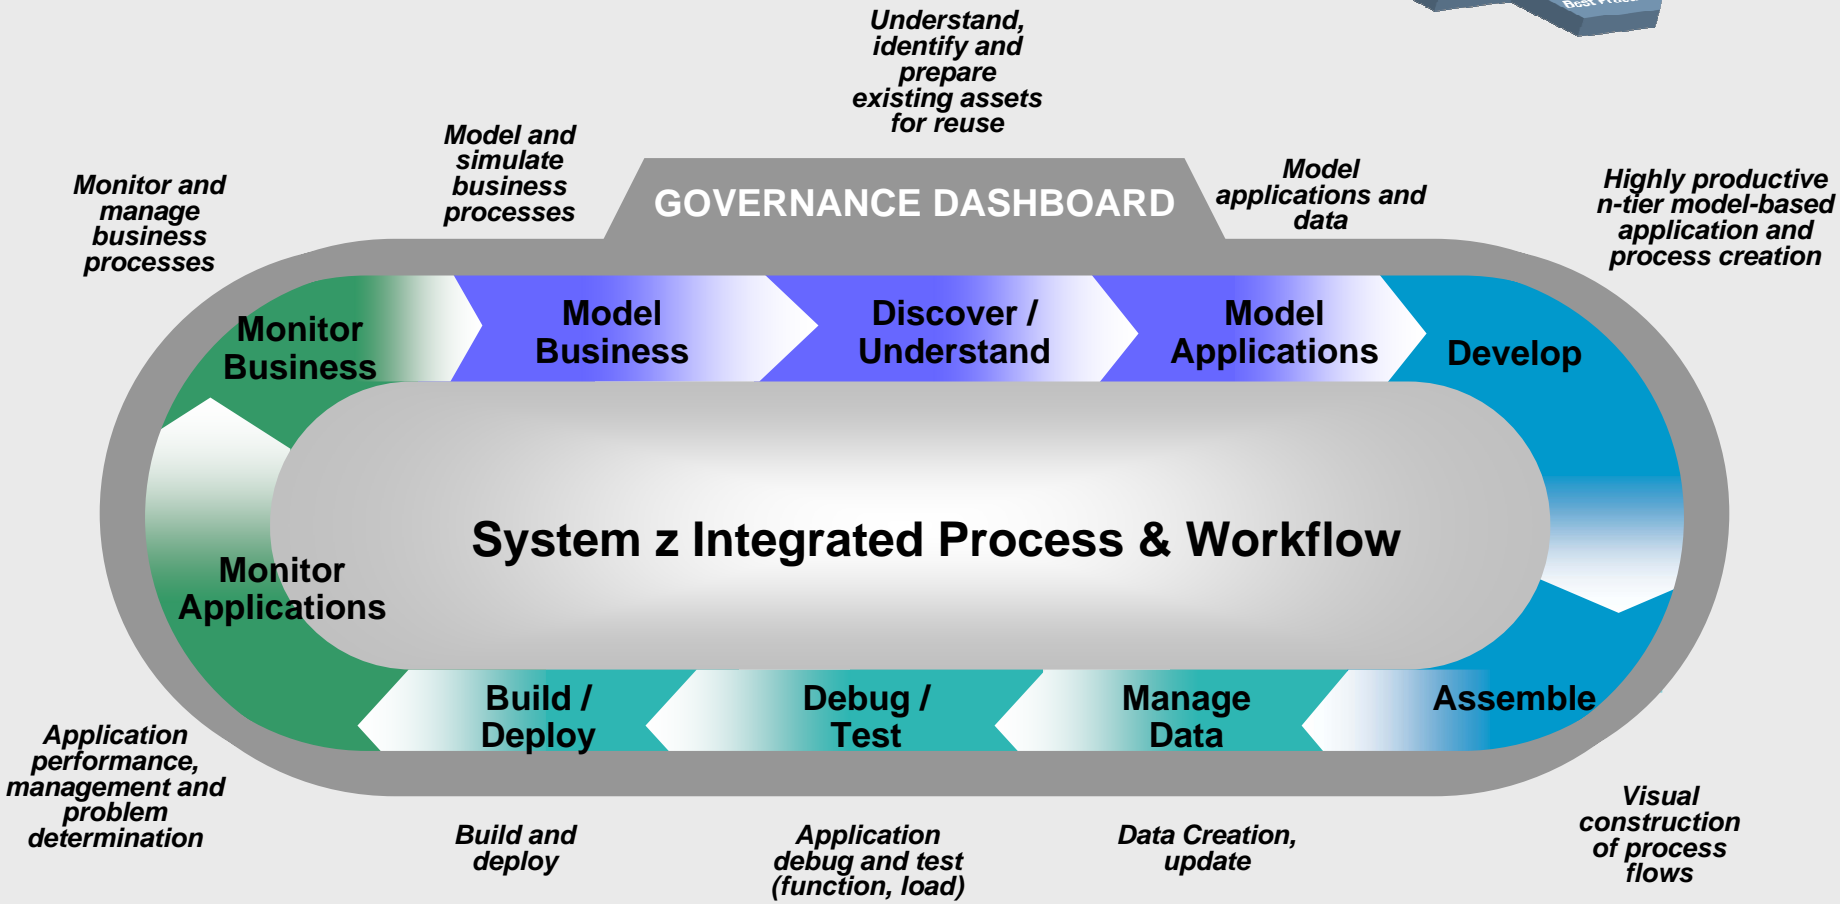 Best
Understand,
identify and
prepare
existing assets
for reuse
Model and
simulate
business
processes
Monitor and
manage
business
processes
GOVERNANCE DASHBOARD
Model
applications and
data
Highly productive
n-tier model-based
application and
process creation
Monitor
Business
Model
Business
Discover /
Understand
Model
Applications
Develop
System z Integrated Process & Workflow
Monitor
Applications
Build /
Deploy
Debug /
Test
Manage
Data
Assemble
Application
performance,
management and
problem
determination
Build and
deploy
Application
debug and test
(function, load)
Data Creation,
update
Visual
construction
of process
flows